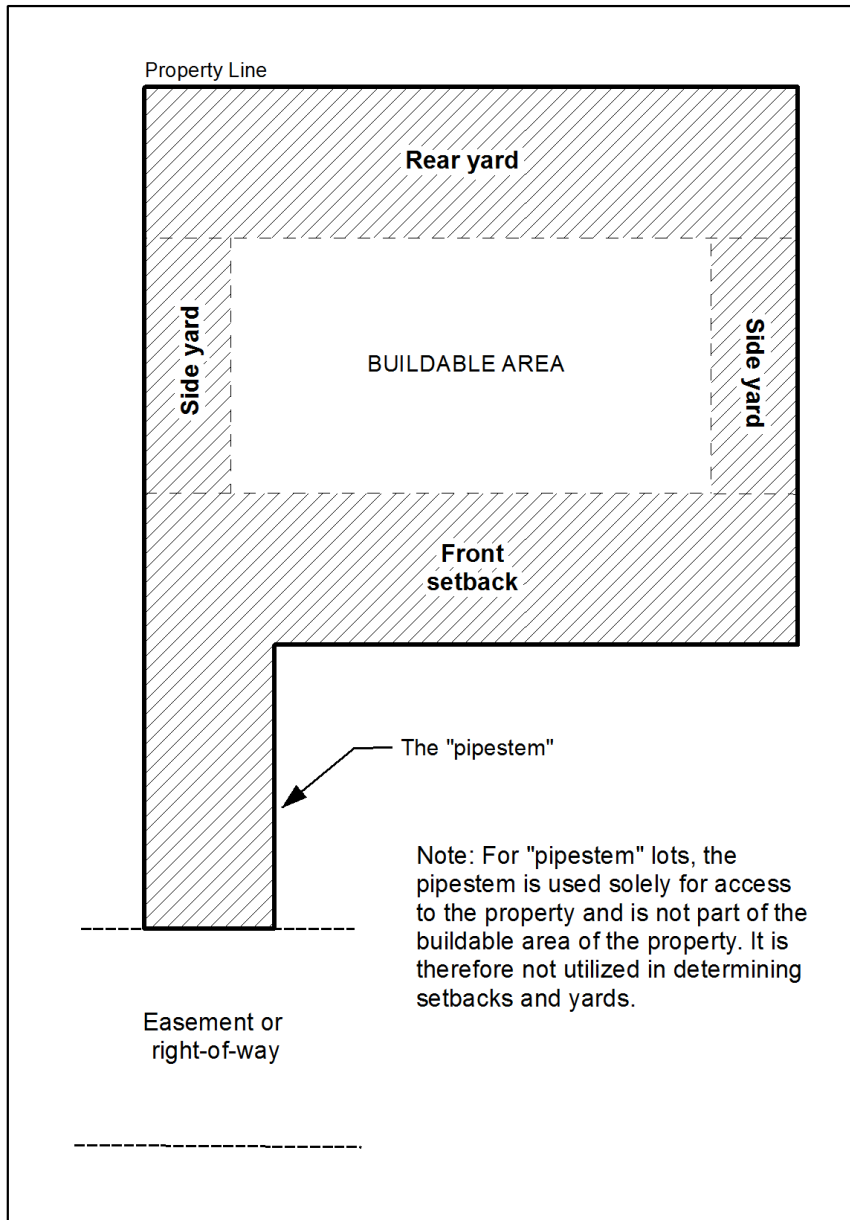 Property Line
Rear yard
Side yard
BUILDABLE AREA
Side yard
Front
setback
The "pipestem"
Note: For "pipestem" lots, the
pipestem is used solely for access
to the property and is not part of the
buildable area of the property. It is
therefore not utilized in determining
setbacks and yards.
Easement or
right-of-way